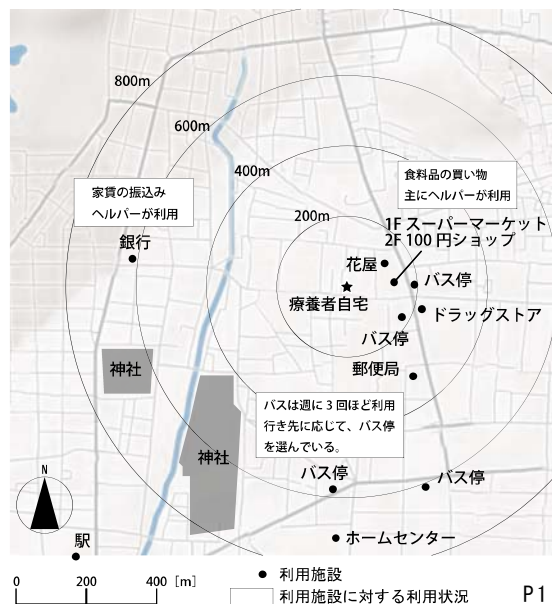 800m
600m
400m
200m
家賃の振込み
ヘルパーが利用
食料品の買い物
主にヘルパーが利用
1F スーパーマーケット
2F 100 円ショップ
銀行
花屋
バス停
療養者自宅
ドラッグストア
バス停
郵便局
神社
バスは週に 3 回ほど利用
行き先に応じて、バス停
を選んでいる。
神社
バス停
バス停
N
ホームセンター
駅
0 200 400 [m]
利用施設
利用施設に対する利用状況
P1